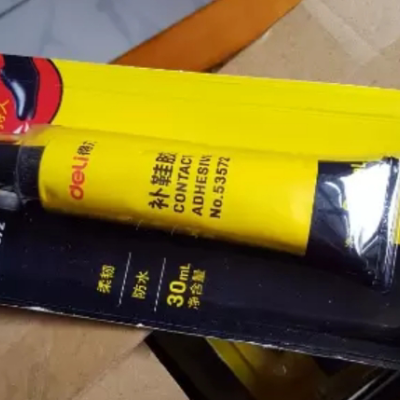 deli得力
补鞋胶
CONTACT
ADHESIVE
No.53572
柔韧
防水
30mL
净含量